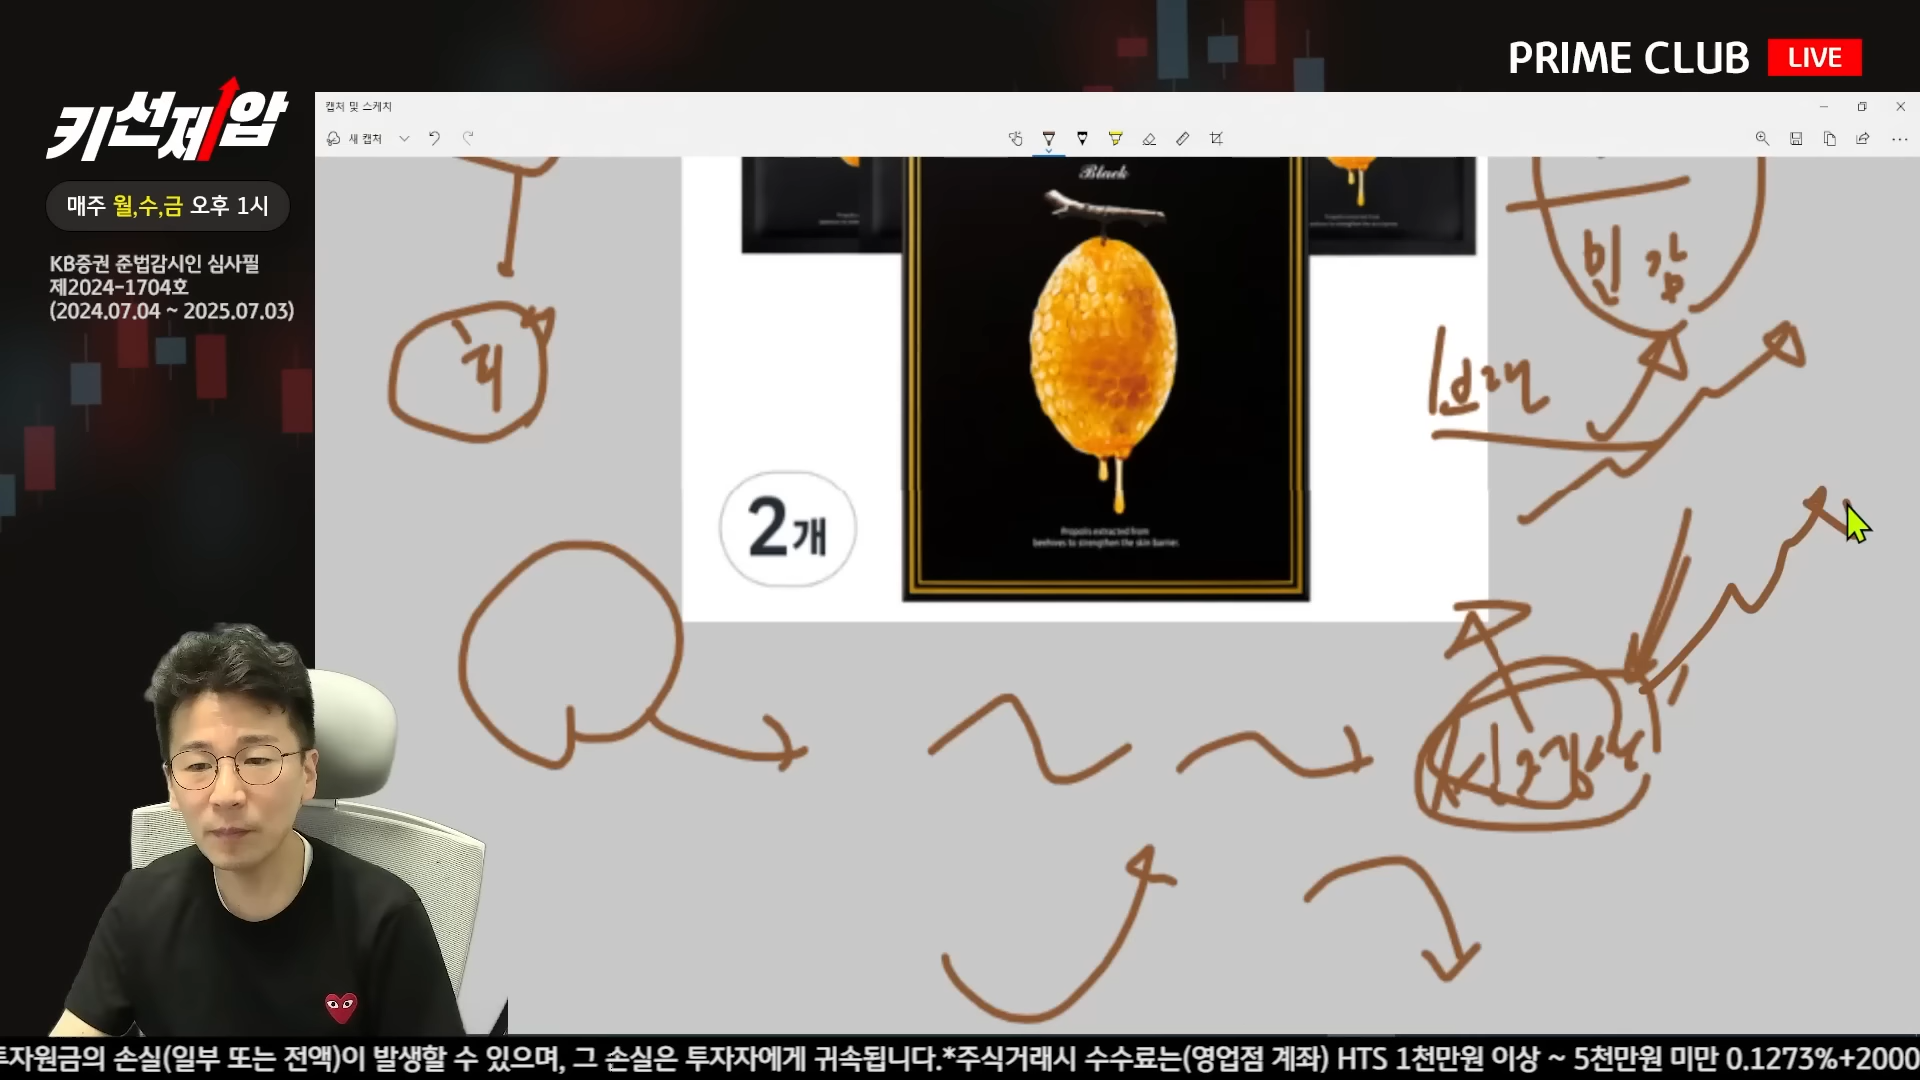 PRIME CLUB LIVE
키선제압
매주 월,수,금 오후 1시
KB증권 준법감시인 심사필
제2024-1704호
(2024.07.04 ~ 2025.07.03)
캡처 및 스케치
새 캡처
Black
민감
2개
Propolis extracted from
beehives to strengthen the skin barrier.
투자원금의 손실(일부 또는 전액)이 발생할 수 있으며, 그 손실은 투자자에게 귀속됩니다.*주식거래시 수수료는(영업점 계좌) HTS 1천만원 이상 ~ 5천만원 미만 0.1273%+2000